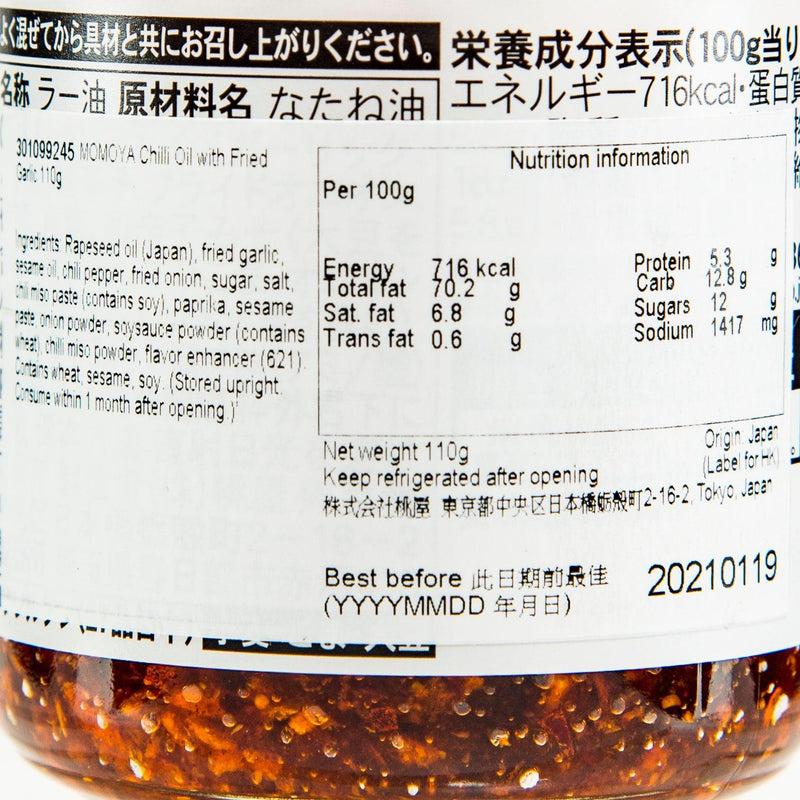 よく混ぜてから具材と共にお召し上がりください。
名称 ラー油 原材料名 なたね油
栄養成分表示(100g当り
エネルギー716kcal・蛋白質
301099245 MOMOYA Chilli Oil with Fried
Garlic 110g
Ingredients: Rapeseed oil (Japan), fried garlic,
sesame oil, chili pepper, fried onion, sugar, salt,
chili miso paste (contains soy), paprika, sesame
paste, onion powder, soysauce powder (contains
wheat), chilli miso powder, flavor enhancer (621).
Contains wheat, sesame, soy. (Stored upright.
Consume within 1 month after opening.)
Nutrition information
Per 100g
Energy 716 kcal
Total fat 70.2 g
Sat. fat 6.8 g
Trans fat 0.6 g
Protein 5.3 g
Carb 12.8 g
Sugars 12 g
Sodium 1417 mg
Net weight 110g
Keep refrigerated after opening
Origin: Japan
(Label for HK)
株式会社桃屋 東京都中央区日本橋蛎殻町2-16-2, Tokyo, Japan
Best before 此日期前最佳
(YYYYMMDD 年月日)
20210119